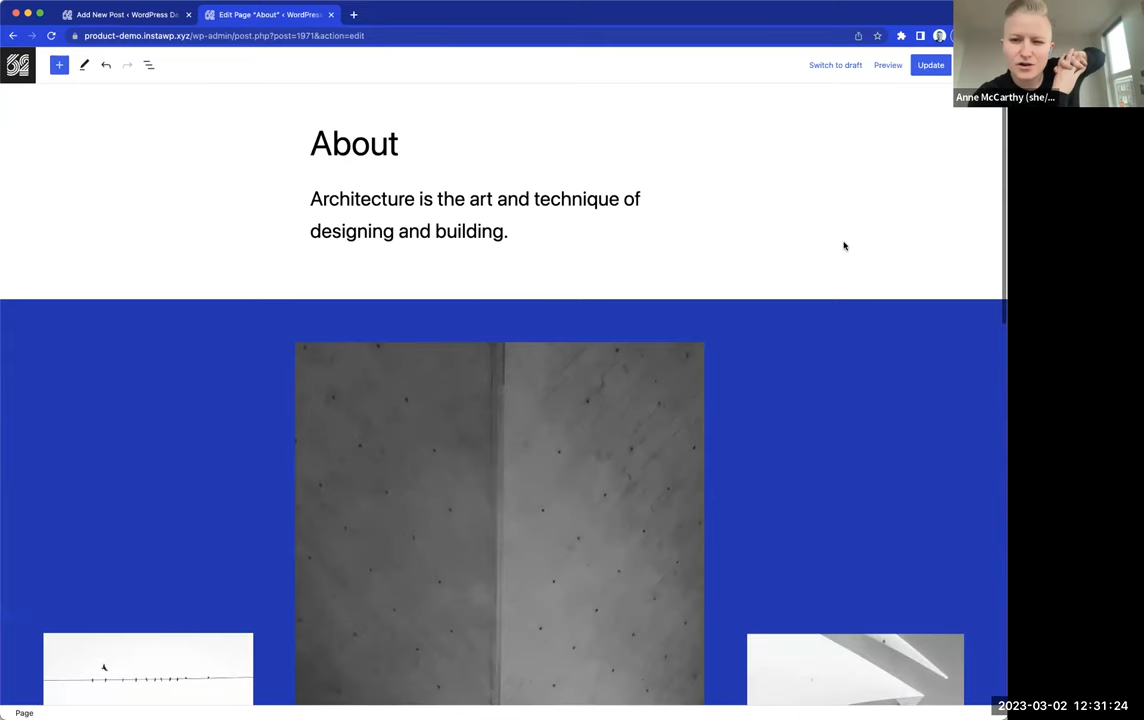 Add New Post ‹ WordPress De
Edit Page "About" ‹ WordPress
product-demo.instawp.xyz/wp-admin/post.php?post=1971&action=edit
Switch to draft
Preview
Update
Anne McCarthy (she/...
About
Architecture is the art and technique of
designing and building.
Page
2023-03-02 12:31:24